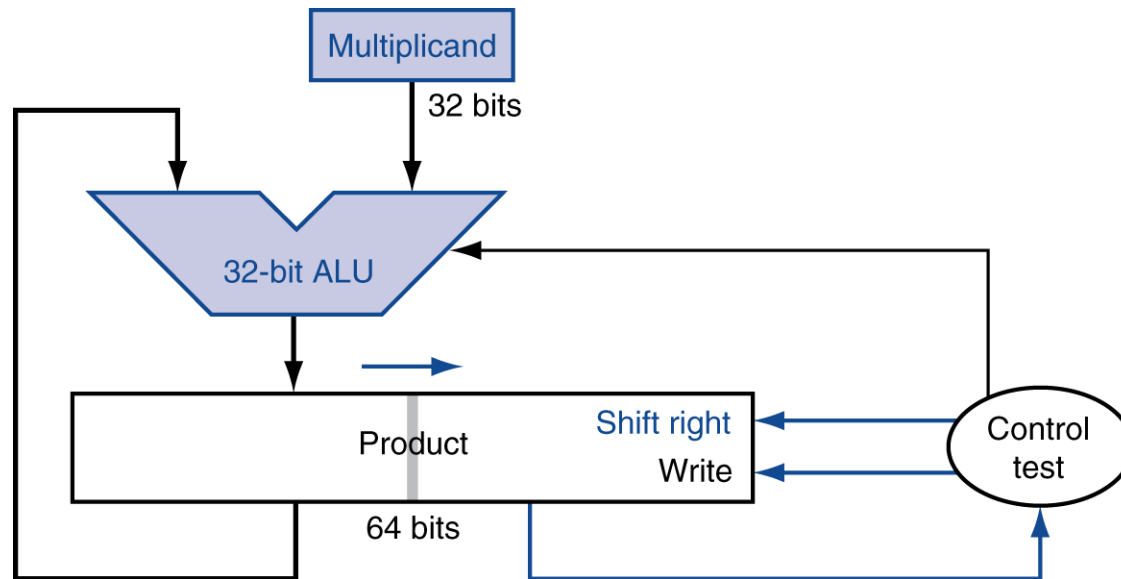 Multiplicand
32 bits
32-bit ALU
Product
Shift right
Write
64 bits
Control
test